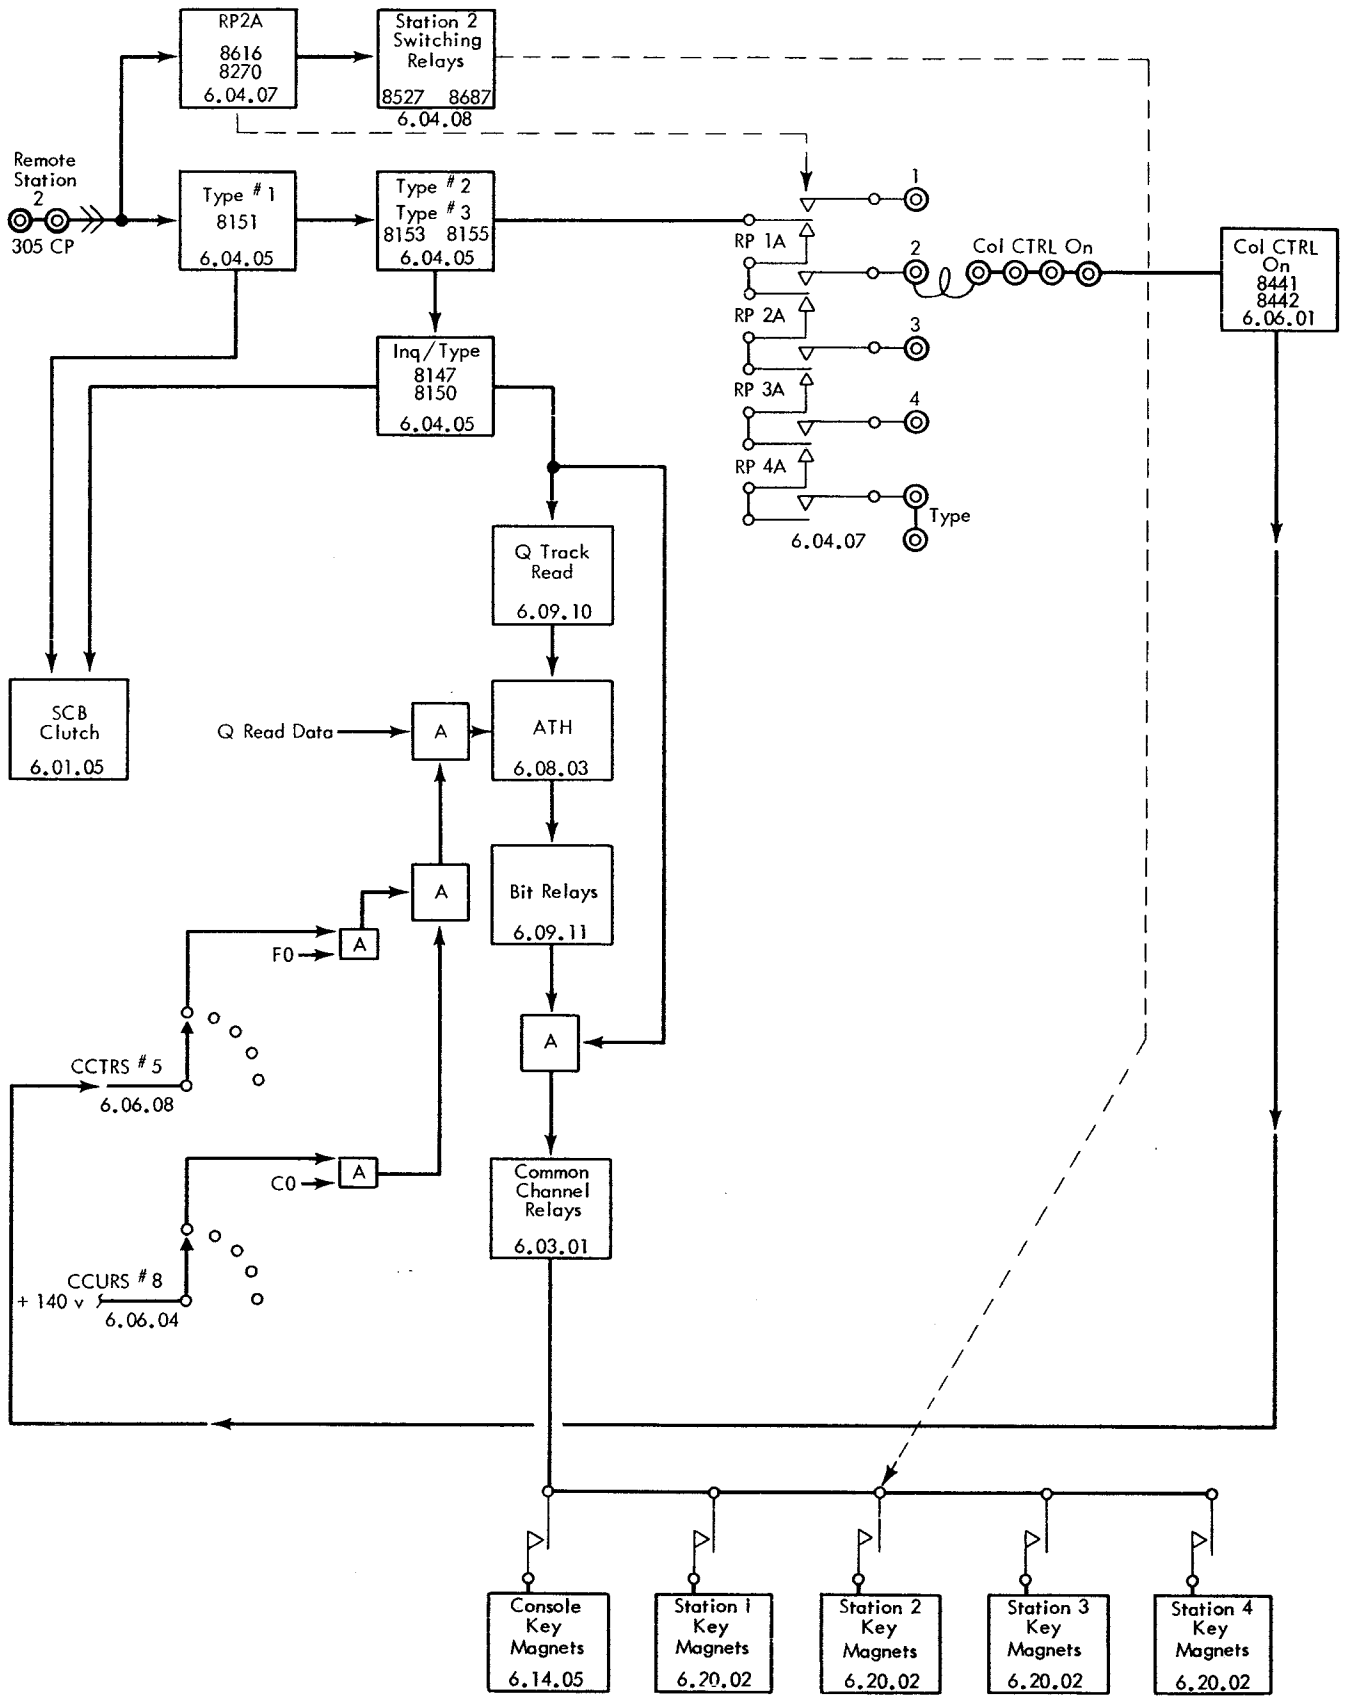 RP2A
8616
8270
6.04.07
Station 2
Switching
Relays
8527 8687
6.04.08
Remote
Station
2
305 CP
Type # 1
8151
6.04.05
Type # 2
Type # 3
8153 8155
6.04.05
Inq/Type
8147
8150
6.04.05
RP 1A
RP 2A
RP 3A
RP 4A
1
2
3
4
Type
6.04.07
Col CTRL On
Col CTRL
On
8441
8442
6.06.01
Q Track
Read
6.09.10
SCB
Clutch
6.01.05
Q Read Data
A
ATH
6.08.03
A
Bit Relays
6.09.11
A
F0
A
CCTRS # 5
6.06.08
C0
A
Common
Channel
Relays
6.03.01
CCURS # 8
+ 140 v
6.06.04
Console
Key
Magnets
6.14.05
Station 1
Key
Magnets
6.20.02
Station 2
Key
Magnets
6.20.02
Station 3
Key
Magnets
6.20.02
Station 4
Key
Magnets
6.20.02